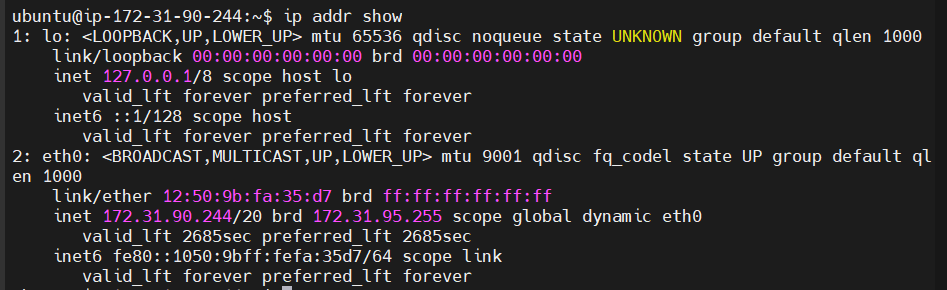 ubuntu@ip-172-31-90-244:~$ ip addr show
1: lo: <LOOPBACK,UP,LOWER_UP> mtu 65536 qdisc noqueue state UNKNOWN group default qlen 1000
    link/loopback 00:00:00:00:00:00 brd 00:00:00:00:00:00
    inet 127.0.0.1/8 scope host lo
       valid_lft forever preferred_lft forever
    inet6 ::1/128 scope host
       valid_lft forever preferred_lft forever
2: eth0: <BROADCAST,MULTICAST,UP,LOWER_UP> mtu 9001 qdisc fq_codel state UP group default ql
en 1000
    link/ether 12:50:9b:fa:35:d7 brd ff:ff:ff:ff:ff:ff
    inet 172.31.90.244/20 brd 172.31.95.255 scope global dynamic eth0
       valid_lft 2685sec preferred_lft 2685sec
    inet6 fe80::1050:9bff:fefa:35d7/64 scope link
       valid_lft forever preferred_lft forever